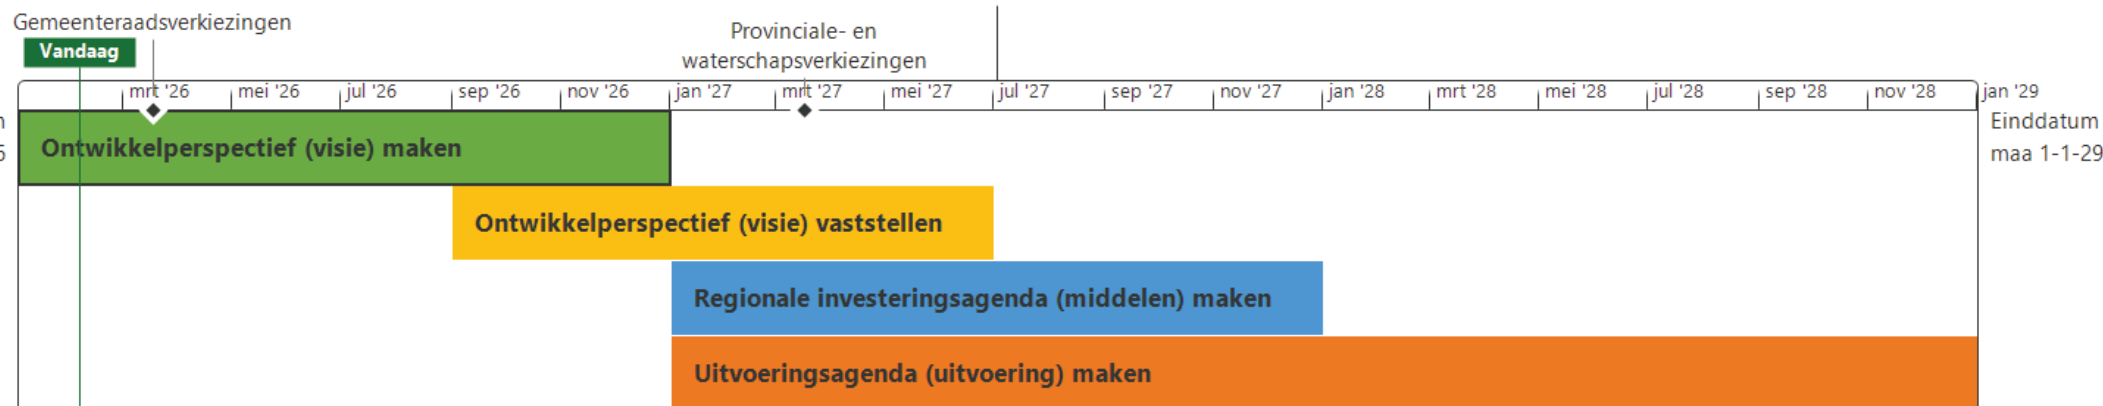 Gemeenteraadsverkiezingen
Vandaag
Provinciale- en
waterschapsverkiezingen
mrt '26 mei '26 jul '26 sep '26 nov '26 jan '27 mrt '27 mei '27 jul '27 sep '27 nov '27 jan '28 mrt '28 mei '28 jul '28 sep '28 nov '28 jan '29
Einddatum
maa 1-1-29
Ontwikkelperspectief (visie) maken
Ontwikkelperspectief (visie) vaststellen
Regionale investeringsagenda (middelen) maken
Uitvoeringsagenda (uitvoering) maken